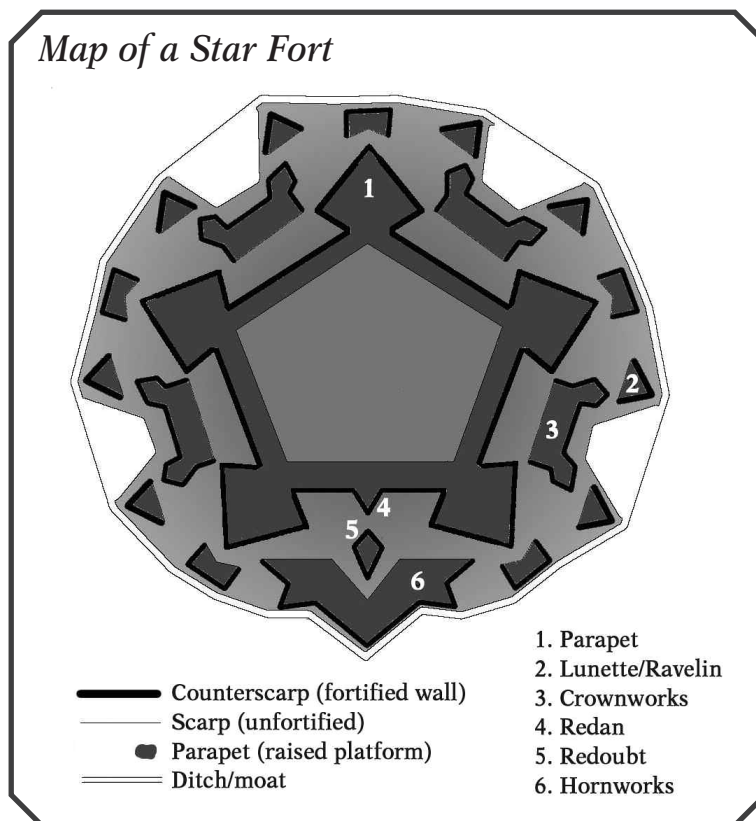 Map of a Star Fort
1
2
3
4
5
6
Counterscarp (fortified wall)
Scarp (unfortified)
Parapet (raised platform)
Ditch/moat
1. Parapet
2. Lunette/Ravelin
3. Crownworks
4. Redan
5. Redoubt
6. Hornworks